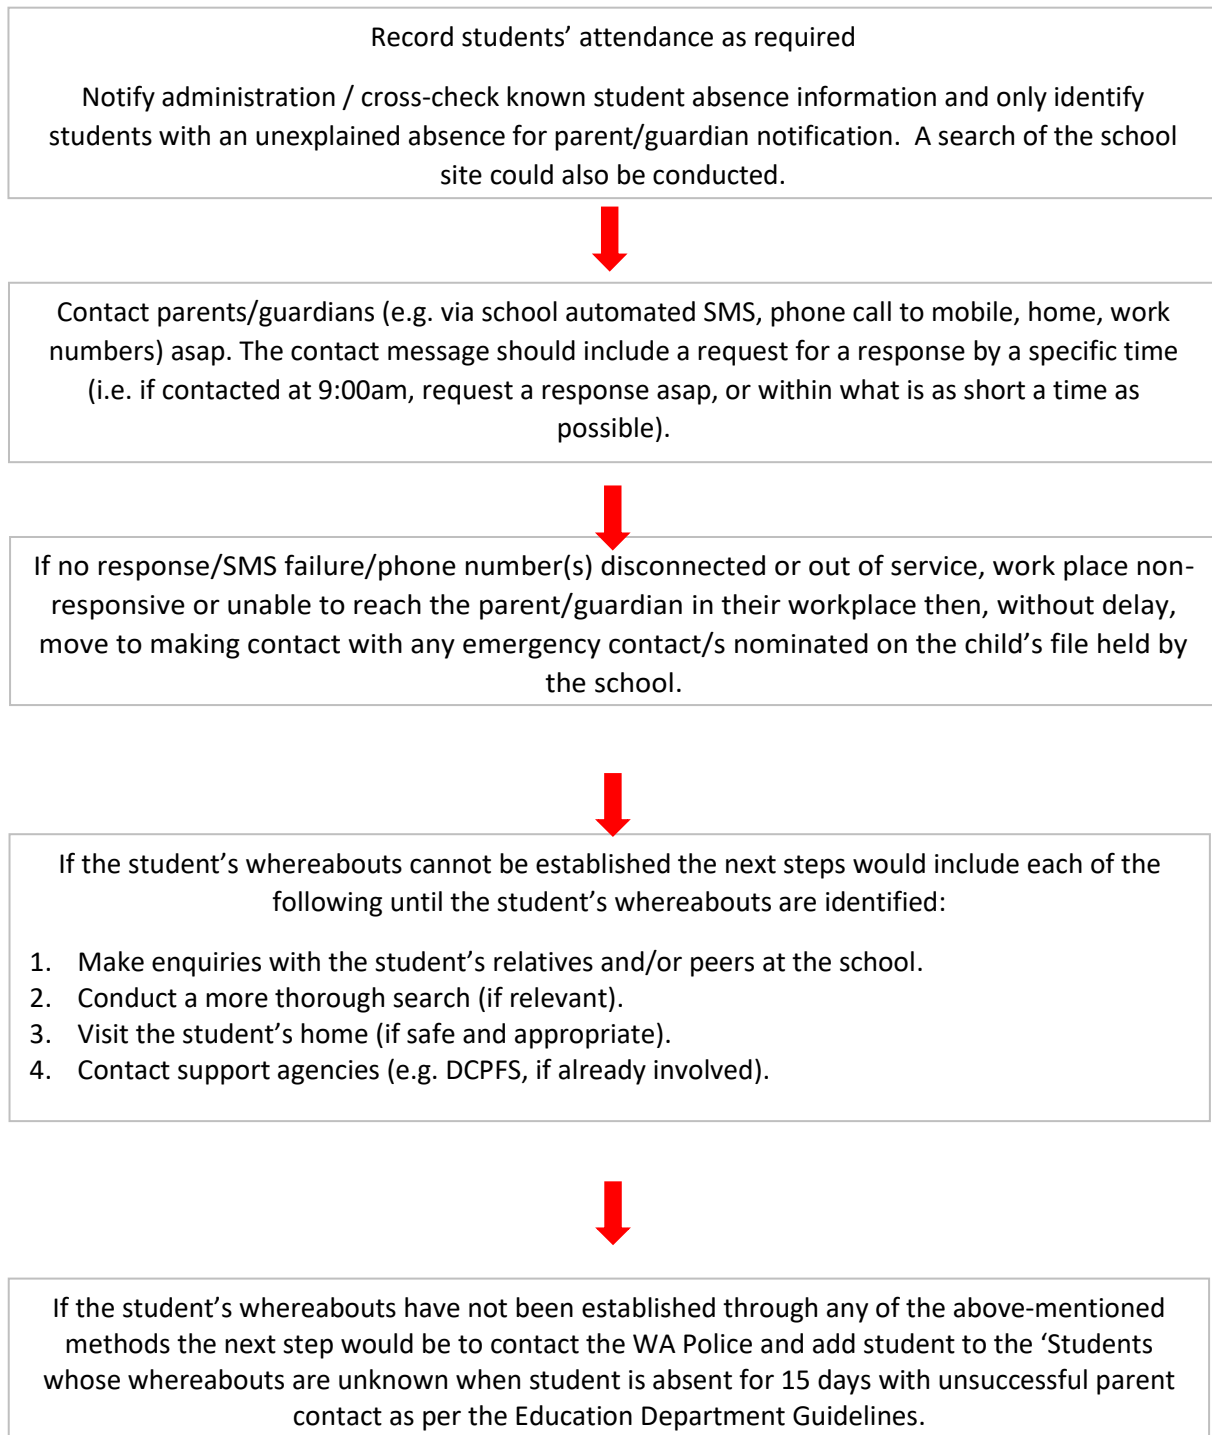 Record students’ attendance as required
Notify administration / cross-check known student absence information and only identify
students with an unexplained absence for parent/guardian notification.  A search of the school
site could also be conducted.
Contact parents/guardians (e.g. via school automated SMS, phone call to mobile, home, work
numbers) asap. The contact message should include a request for a response by a specific time
(i.e. if contacted at 9:00am, request a response asap, or within what is as short a time as
possible).
If no response/SMS failure/phone number(s) disconnected or out of service, work place non-
responsive or unable to reach the parent/guardian in their workplace then, without delay,
move to making contact with any emergency contact/s nominated on the child’s file held by
the school.
If the student’s whereabouts cannot be established the next steps would include each of the
following until the student’s whereabouts are identified:
1. Make enquiries with the student’s relatives and/or peers at the school.
2. Conduct a more thorough search (if relevant).
3. Visit the student’s home (if safe and appropriate).
4. Contact support agencies (e.g. DCPFS, if already involved).
If the student’s whereabouts have not been established through any of the above-mentioned
methods the next step would be to contact the WA Police and add student to the ‘Students
whose whereabouts are unknown when student is absent for 15 days with unsuccessful parent
contact as per the Education Department Guidelines.